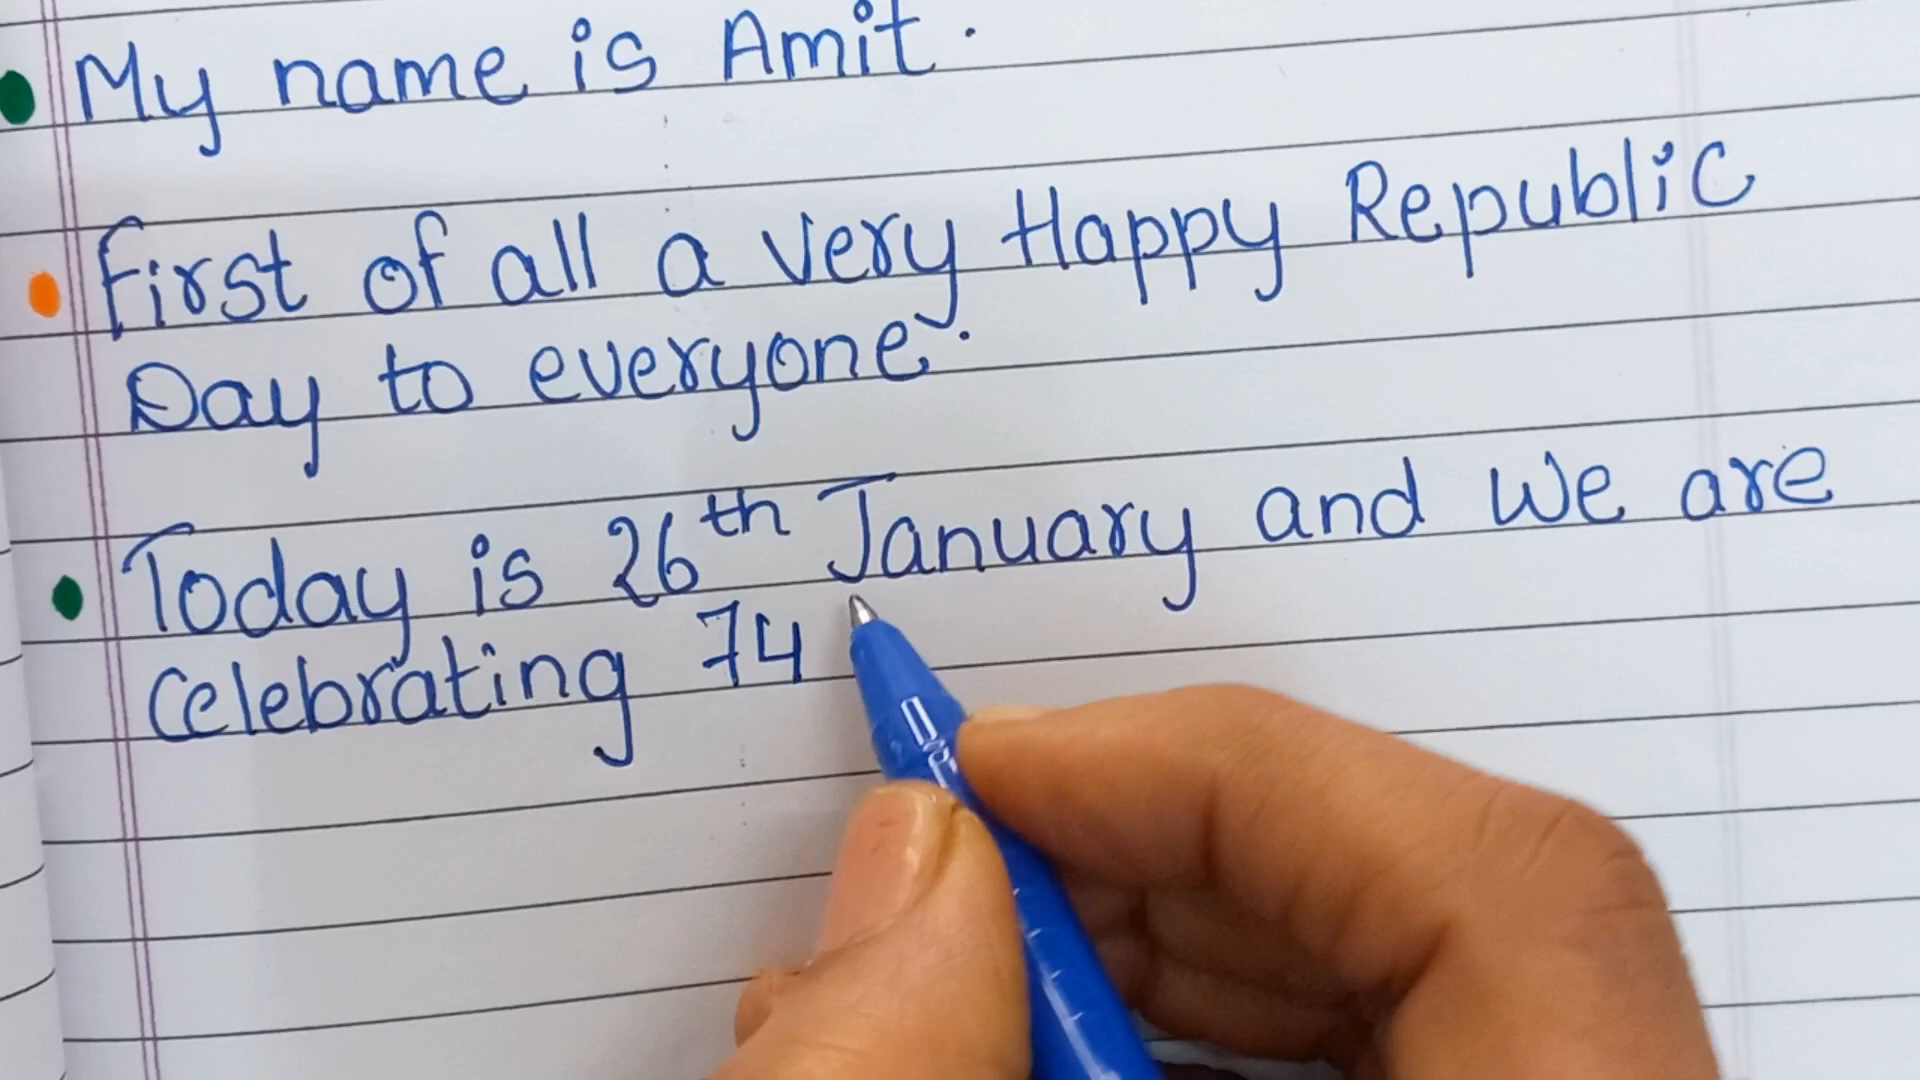 My name is Amit.
First of all a very Happy Republic
Day to everyone.
Today is 26th January and we are
celebrating 74